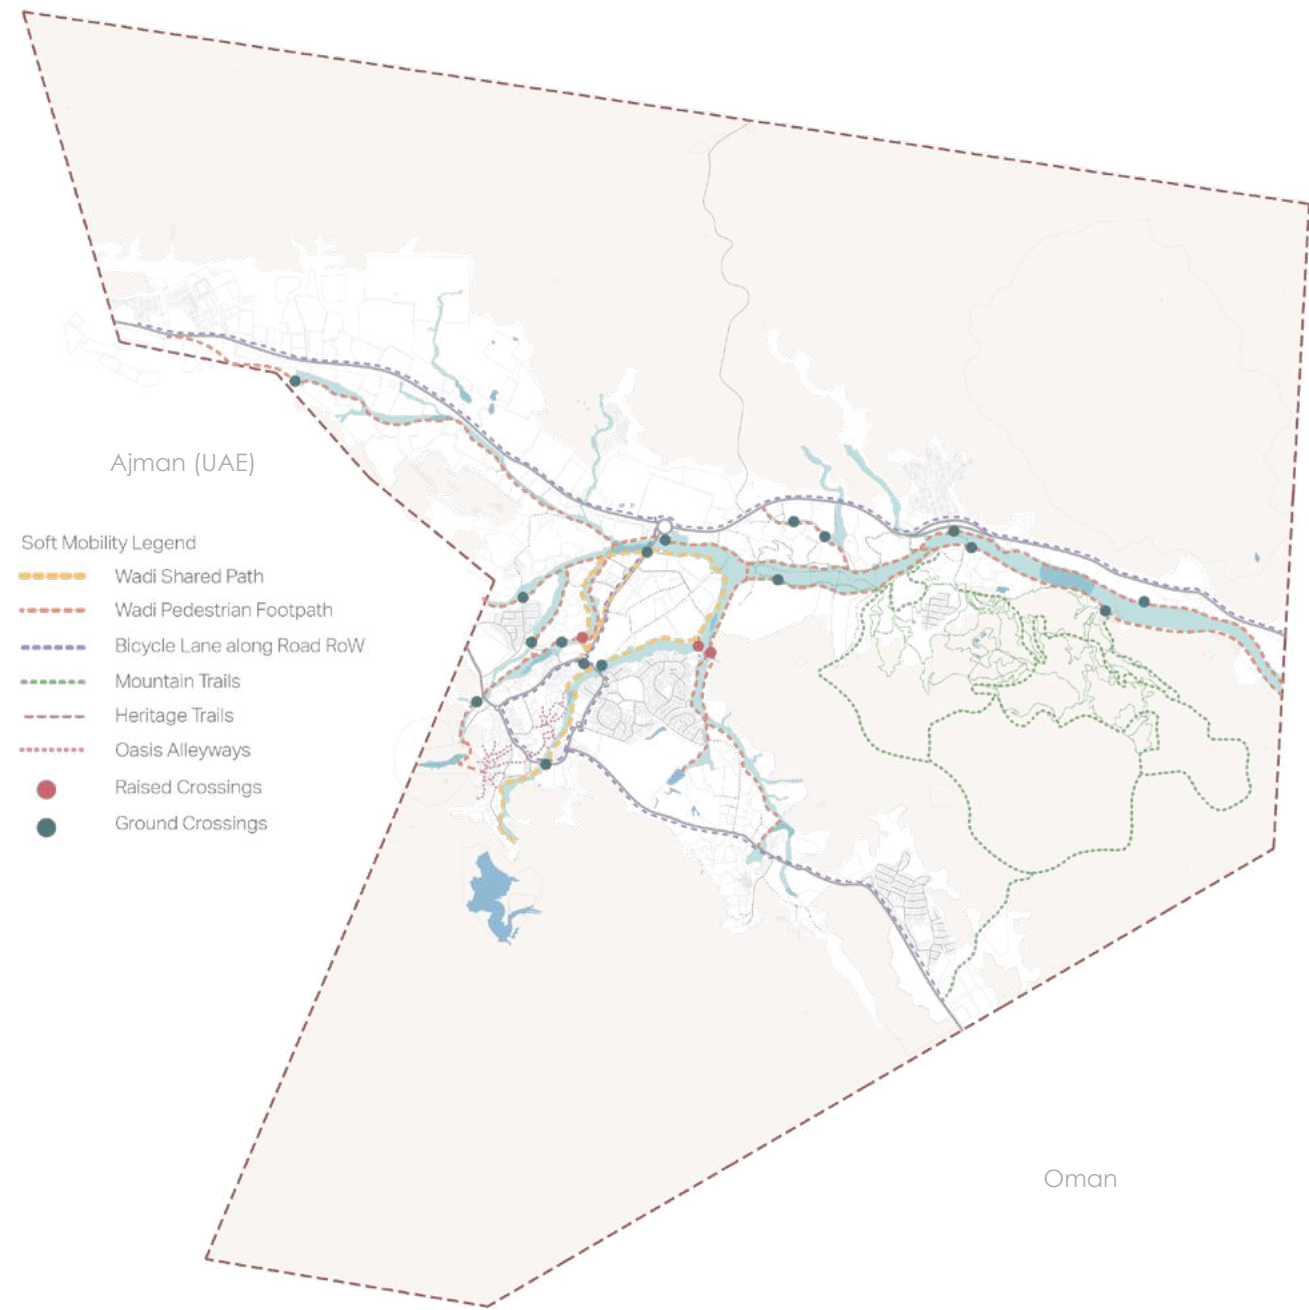 Ajman (UAE)
Soft Mobility Legend
Wadi Shared Path
Wadi Pedestrian Footpath
Bicycle Lane along Road RoW
Mountain Trails
Heritage Trails
Oasis Alleyways
Raised Crossings
Ground Crossings
Oman